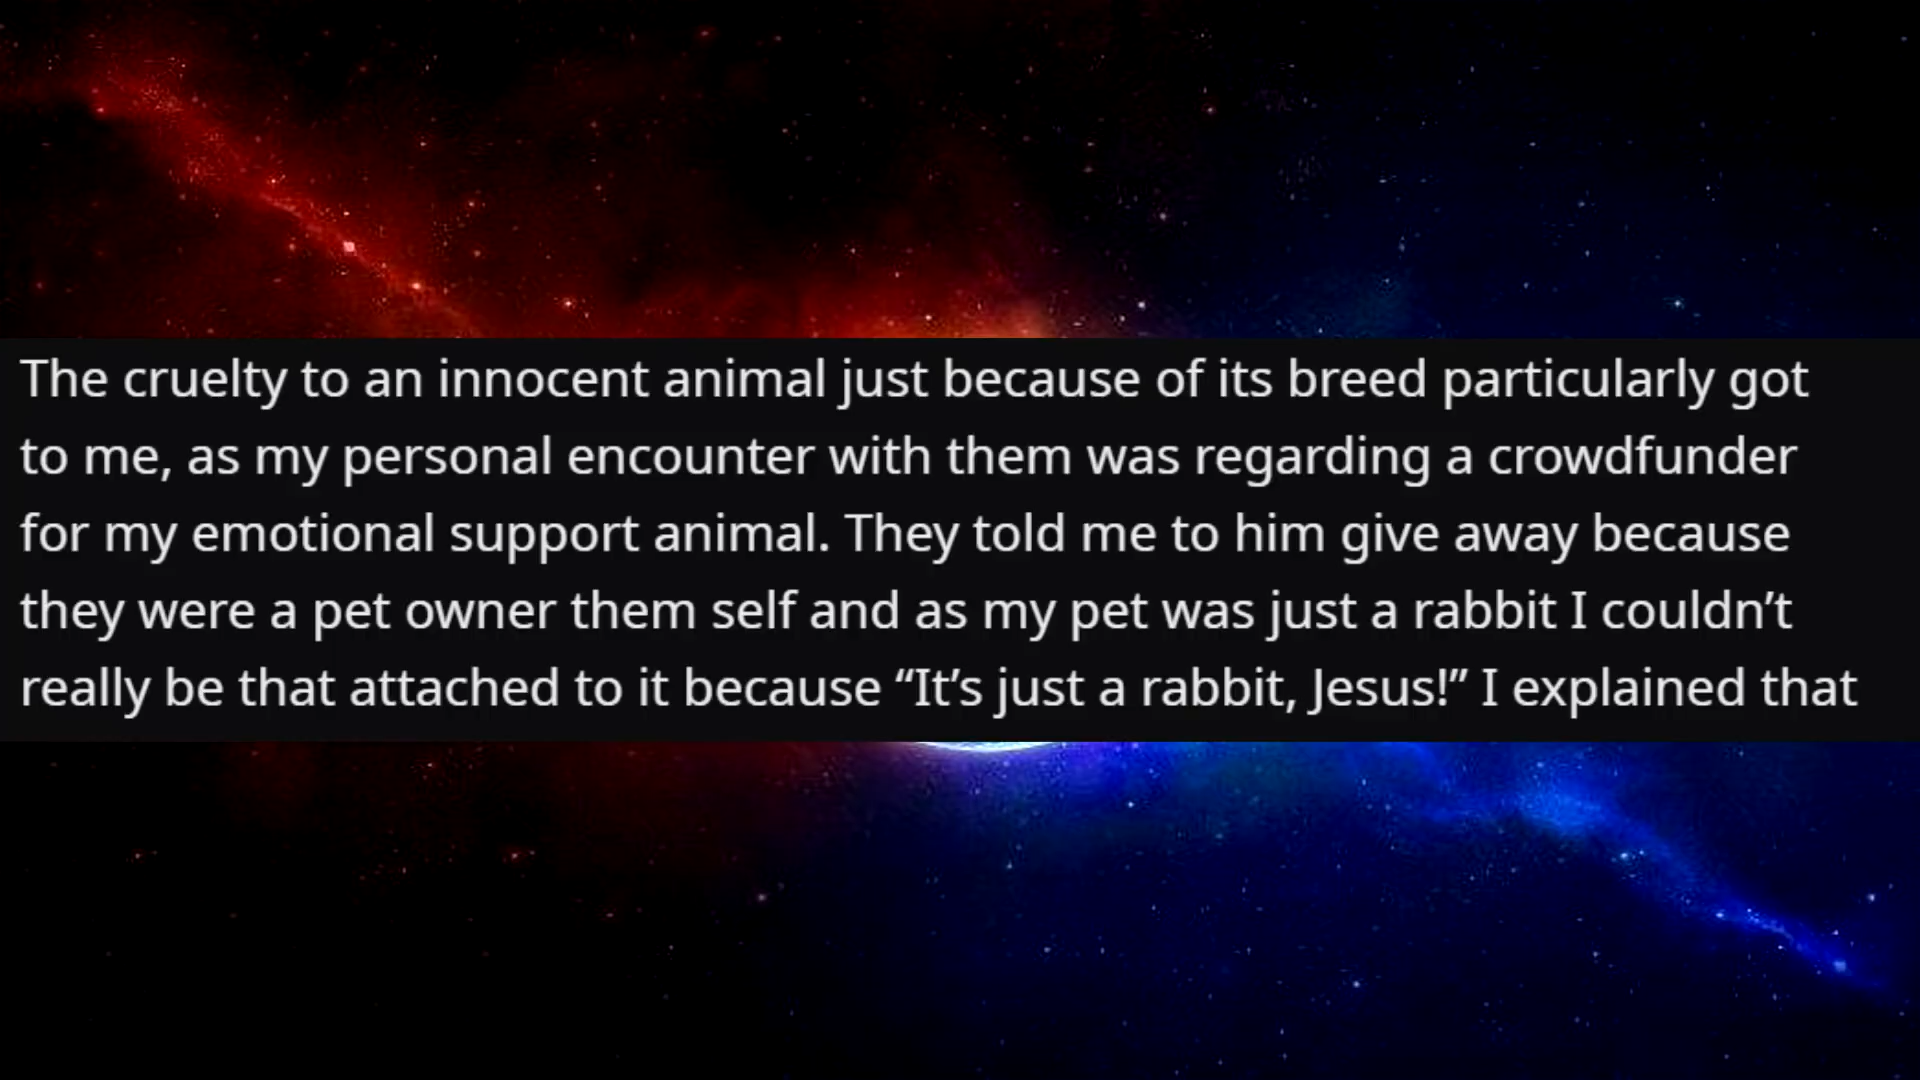 The cruelty to an innocent animal just because of its breed particularly got
to me, as my personal encounter with them was regarding a crowdfunder
for my emotional support animal. They told me to him give away because
they were a pet owner them self and as my pet was just a rabbit I couldn’t
really be that attached to it because “It’s just a rabbit, Jesus!” I explained that